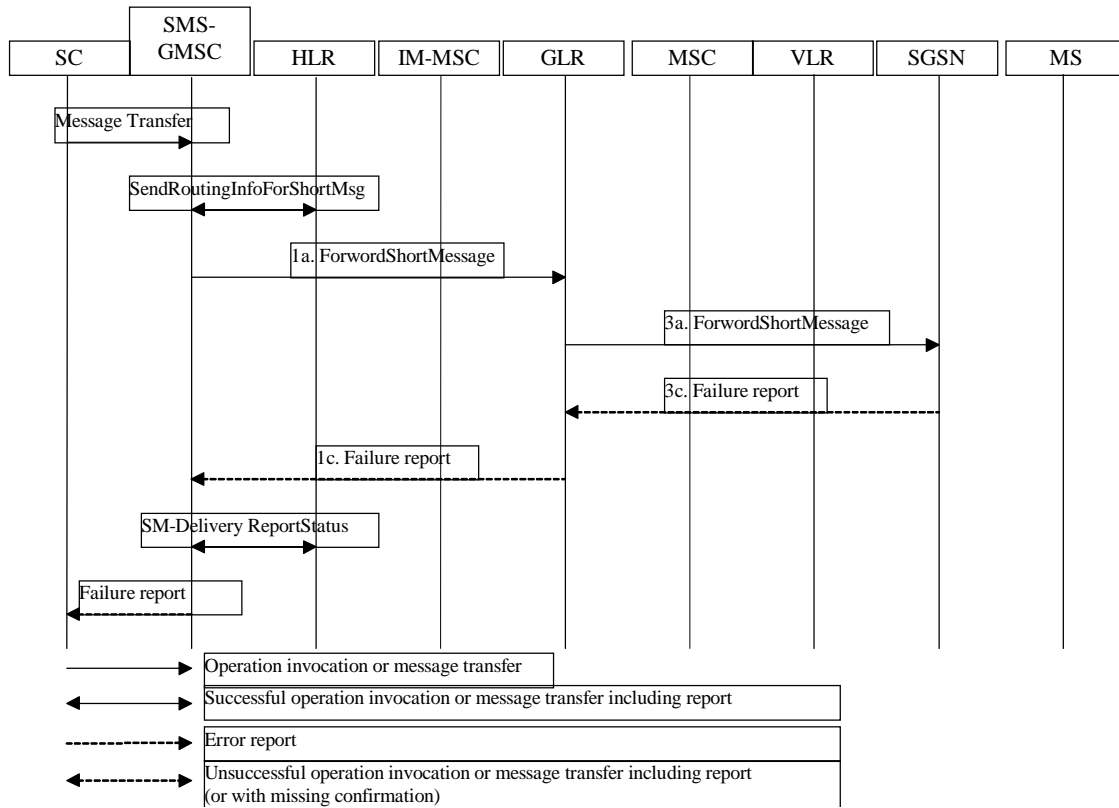 SMS-
GMSC
SC
HLR
IM-MSC
GLR
MSC
VLR
SGSN
MS
Message Transfer
SendRoutingInfoForShortMsg
1a. ForwordShortMessage
3a. ForwordShortMessage
3c. Failure report
1c. Failure report
SM-Delivery ReportStatus
Failure report
Operation invocation or message transfer
Successful operation invocation or message transfer including report
Error report
Unsuccessful operation invocation or message transfer including report
(or with missing confirmation)